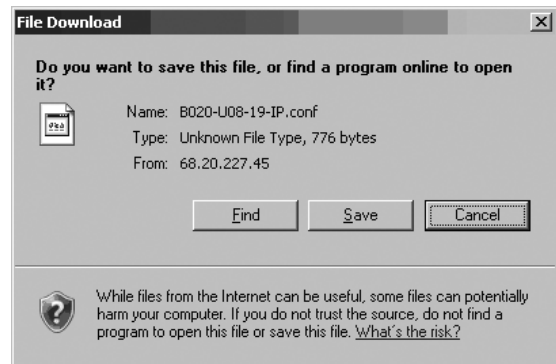 File Download
Do you want to save this file, or find a program online to open
it?
Name: B020-U08-19-IP.conf
Type: Unknown File Type, 776 bytes
From: 68.20.227.45
Find
Save
Cancel
While files from the Internet can be useful, some files can potentially
harm your computer. If you do not trust the source, do not find a
program to open this file or save this file. What's the risk?